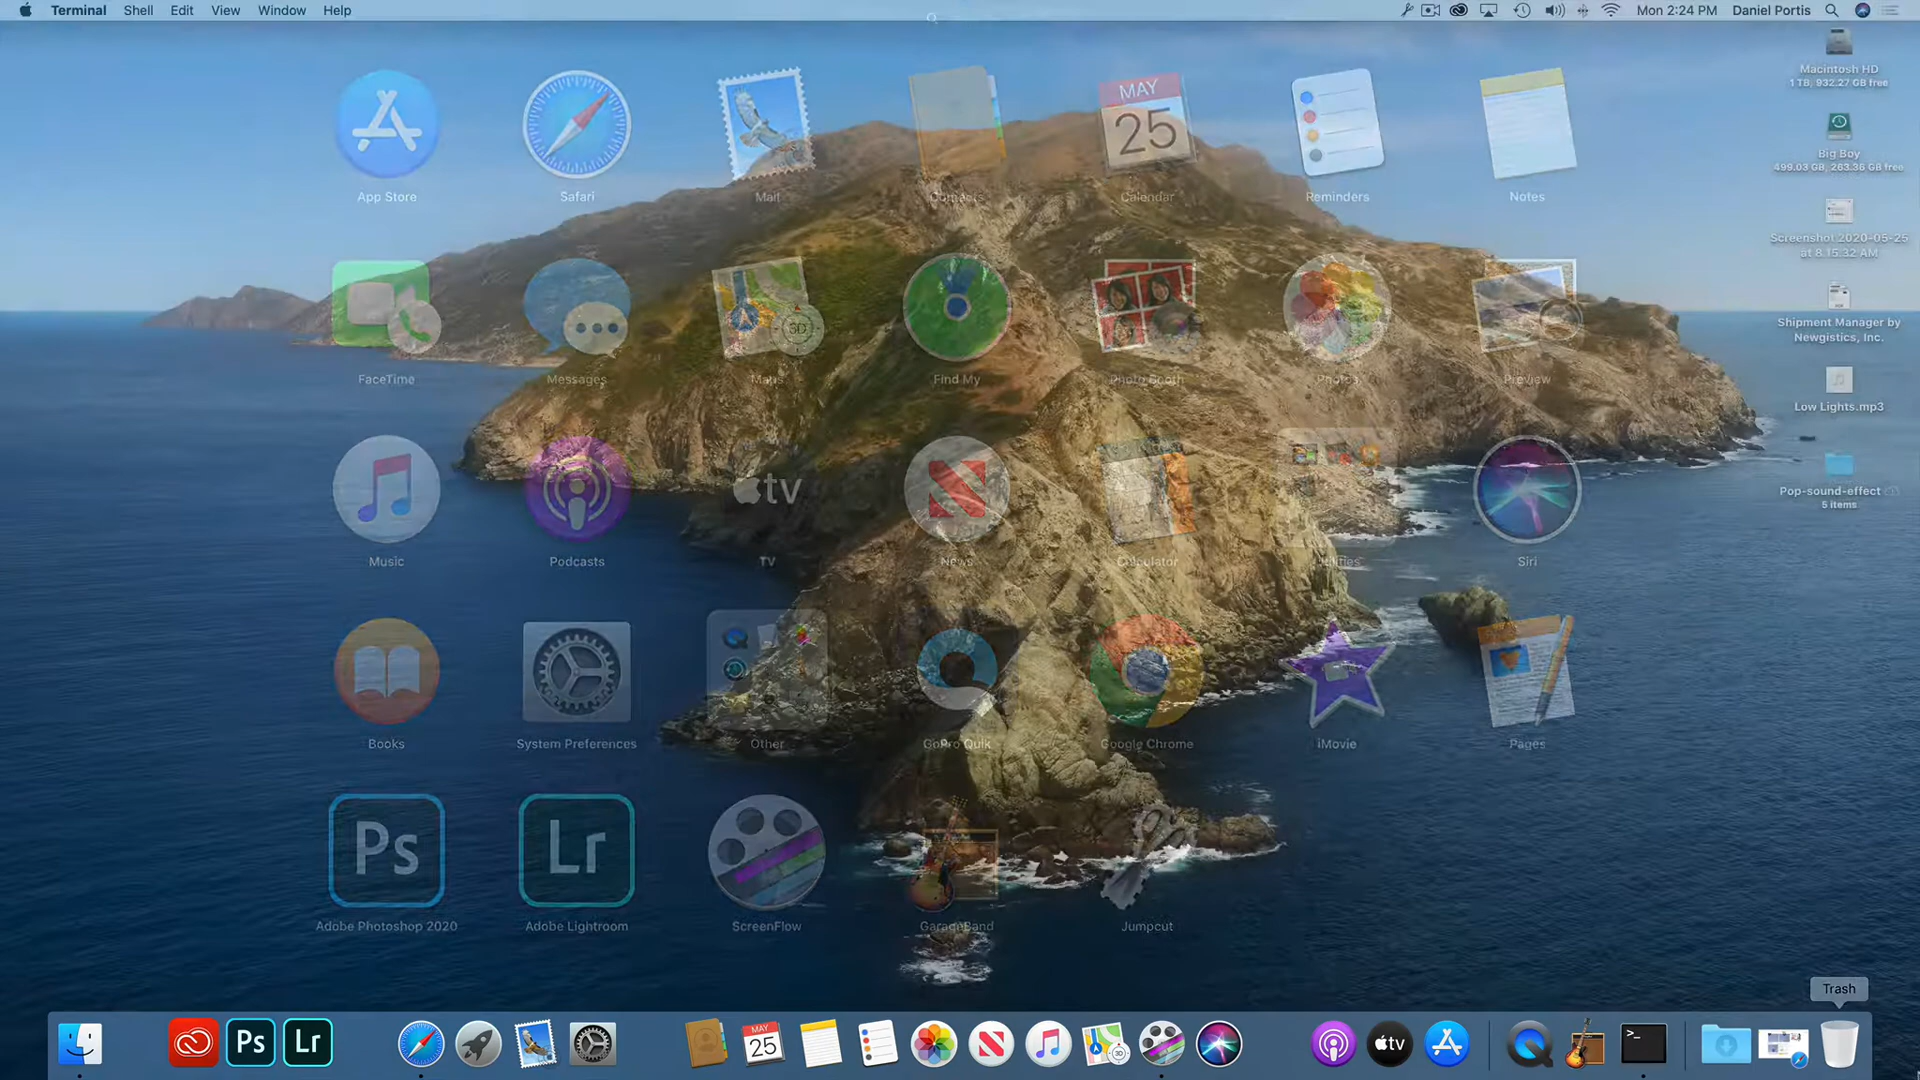 Terminal Shell Edit View Window Help
Mon 2:24 PM Daniel Portis
Macintosh HD
1 TB, 932.27 GB free
Big Boy
499.03 GB, 263.36 GB free
Screenshot 2020-05-25
at 8.15.32 AM
Shipment Manager by
Newgistics, Inc.
Low Lights.mp3
Pop-sound-effect
5 items
MAY
25
App Store Safari Mail Contacts Calendar Reminders Notes
3D
FaceTime Messages Maps Find My Photo Booth Photos Preview
tv
Music Podcasts TV News Calculator Utilities Siri
Books System Preferences Other GoPro Quik Google Chrome iMovie Pages
Ps Lr
Adobe Photoshop 2020 Adobe Lightroom ScreenFlow GarageBand Jumpcut
Trash
Ps Lr MAY 25 3D tv >_